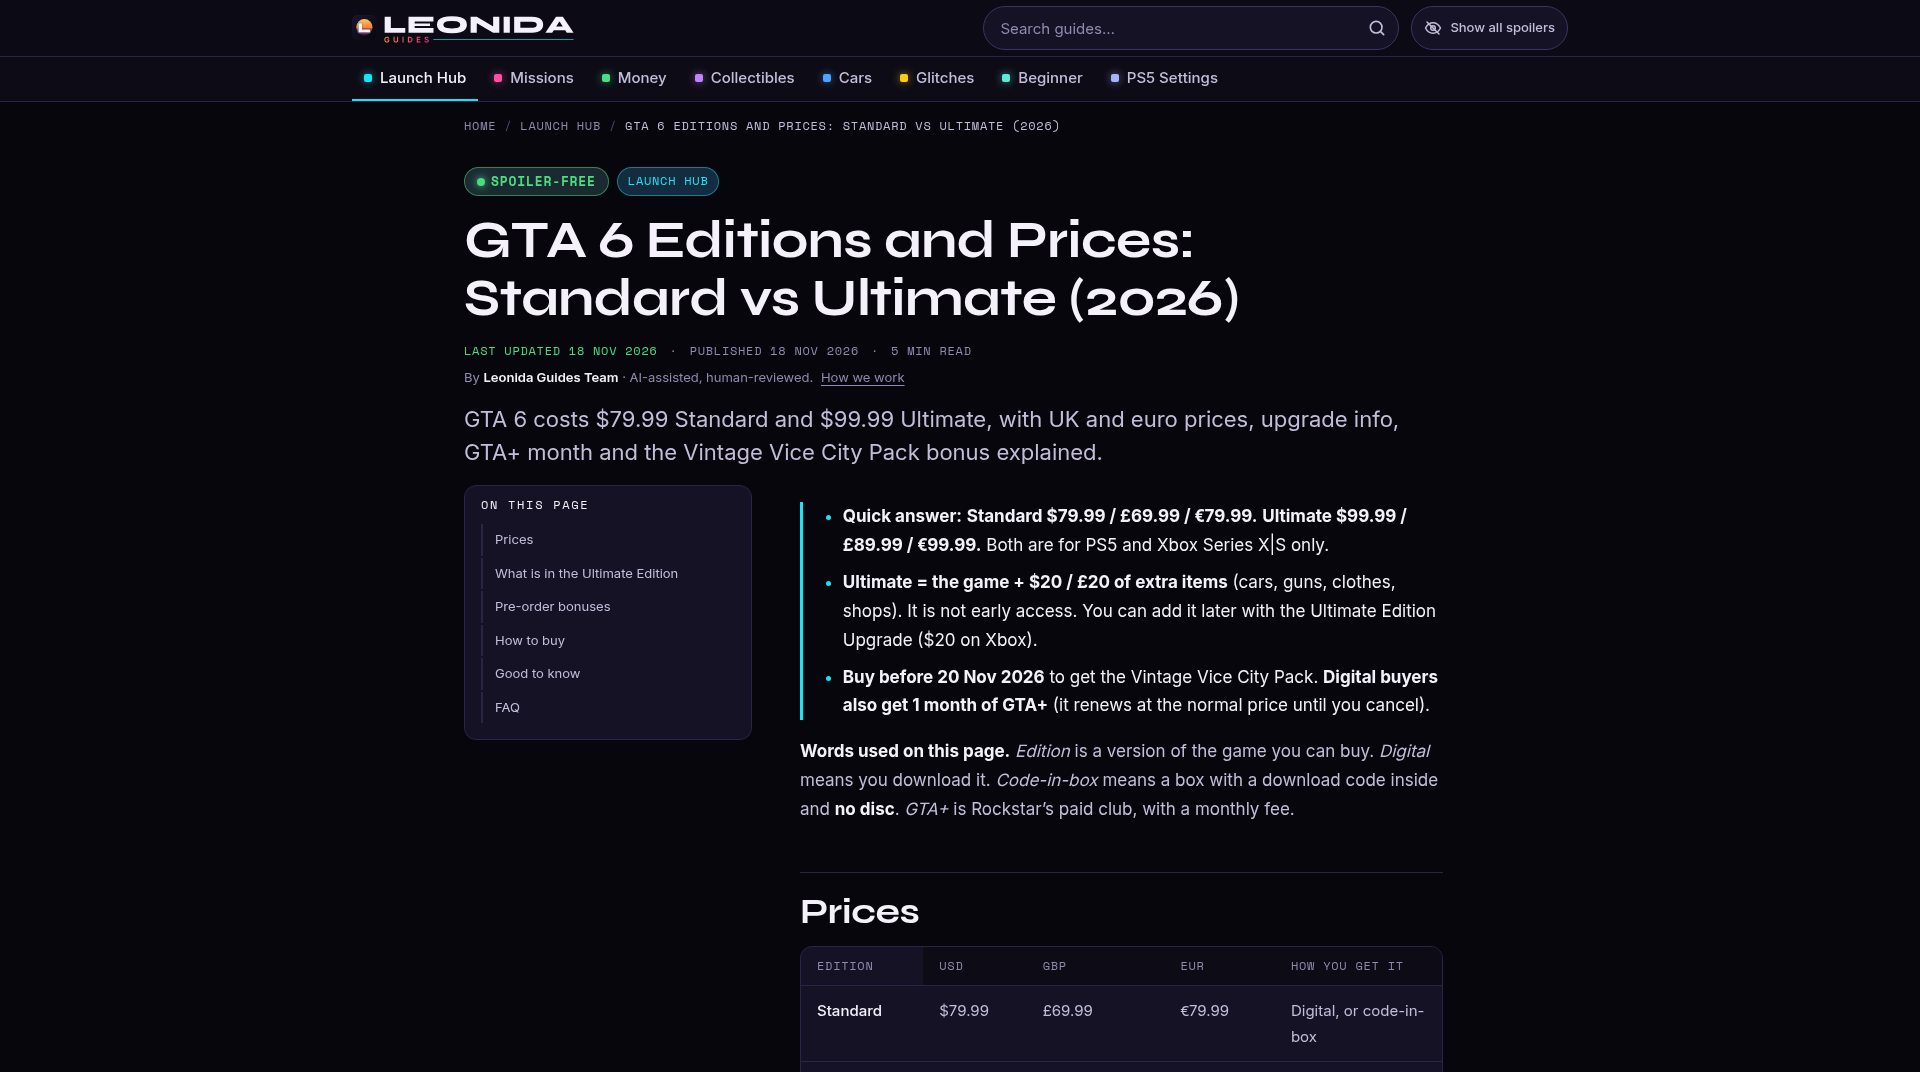 LEONIDA
GUIDES
Search guides...
Show all spoilers
Launch Hub
Missions
Money
Collectibles
Cars
Glitches
Beginner
PS5 Settings
HOME / LAUNCH HUB / GTA 6 EDITIONS AND PRICES: STANDARD VS ULTIMATE (2026)
SPOILER-FREE
LAUNCH HUB
GTA 6 Editions and Prices:
Standard vs Ultimate (2026)
LAST UPDATED 18 NOV 2026 · PUBLISHED 18 NOV 2026 · 5 MIN READ
By Leonida Guides Team · AI-assisted, human-reviewed. How we work
GTA 6 costs $79.99 Standard and $99.99 Ultimate, with UK and euro prices, upgrade info,
GTA+ month and the Vintage Vice City Pack bonus explained.
ON THIS PAGE
Prices
What is in the Ultimate Edition
Pre-order bonuses
How to buy
Good to know
FAQ
Quick answer: Standard $79.99 / £69.99 / €79.99. Ultimate $99.99 /
£89.99 / €99.99. Both are for PS5 and Xbox Series X|S only.
Ultimate = the game + $20 / £20 of extra items (cars, guns, clothes,
shops). It is not early access. You can add it later with the Ultimate Edition
Upgrade ($20 on Xbox).
Buy before 20 Nov 2026 to get the Vintage Vice City Pack. Digital buyers
also get 1 month of GTA+ (it renews at the normal price until you cancel).
Words used on this page. Edition is a version of the game you can buy. Digital
means you download it. Code-in-box means a box with a download code inside
and no disc. GTA+ is Rockstar’s paid club, with a monthly fee.
Prices
EDITION USD GBP EUR HOW YOU GET IT
Standard $79.99 £69.99 €79.99 Digital, or code-in-
box